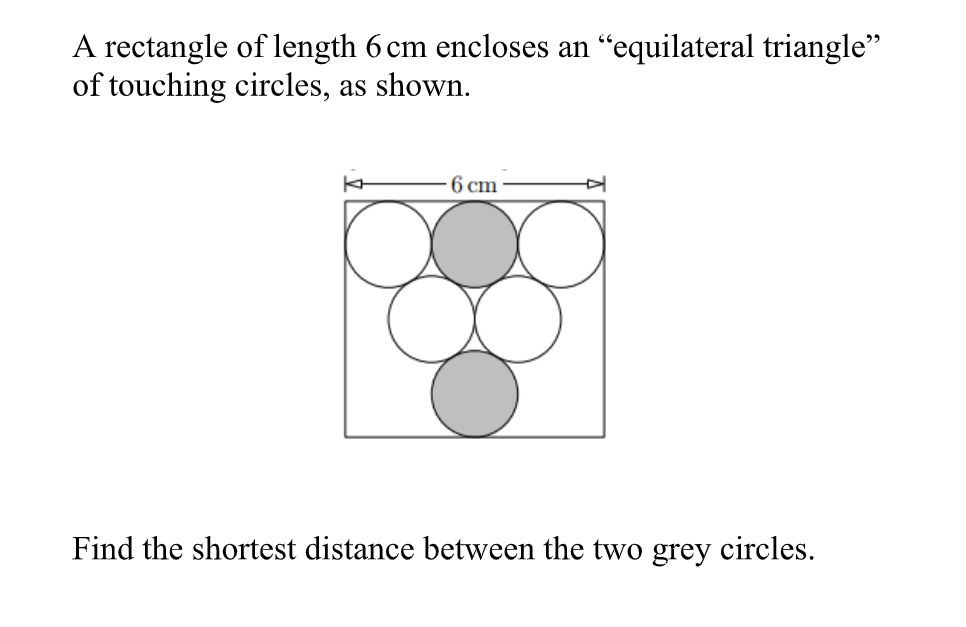 A rectangle of length 6 cm encloses an “equilateral triangle”
of touching circles, as shown.
6 cm
Find the shortest distance between the two grey circles.